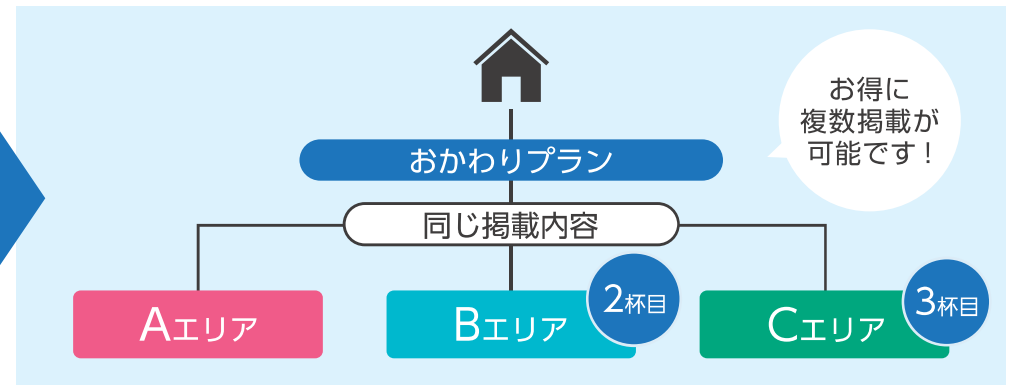 お得に
複数掲載が
可能です！
おかわりプラン
同じ掲載内容
Aエリア
Bエリア
2杯目
Cエリア
3杯目